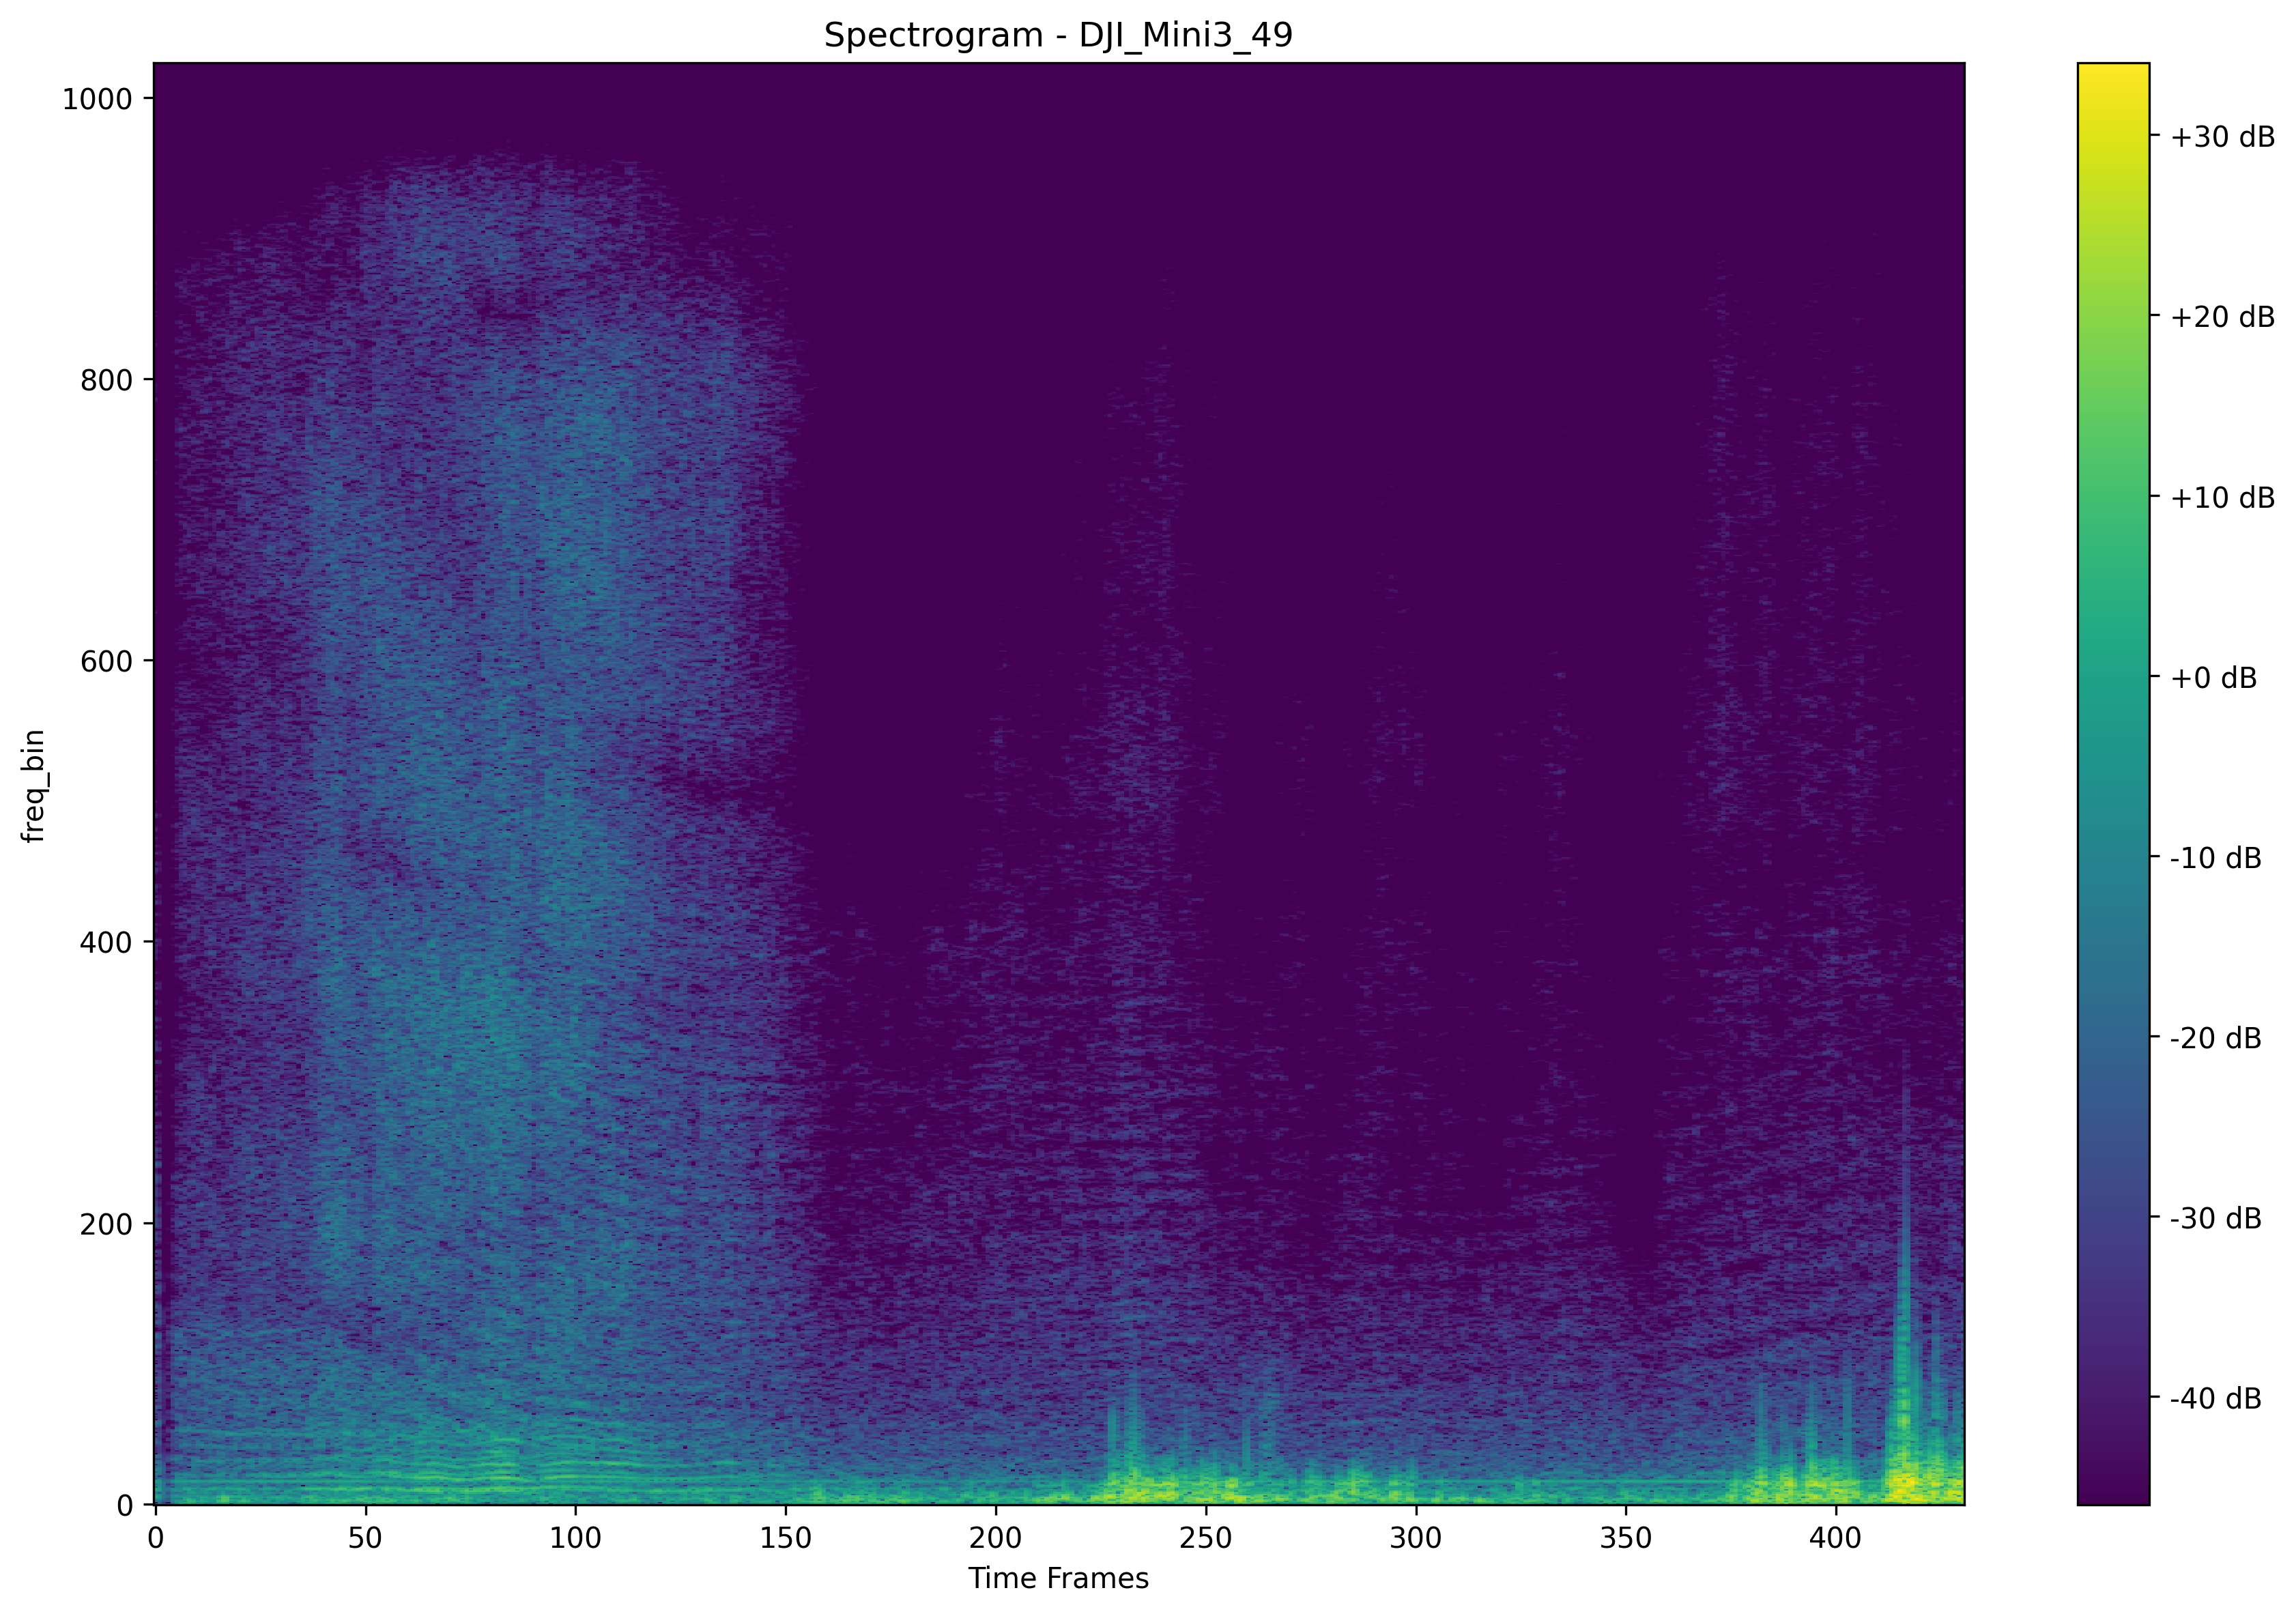 Spectrogram - DJI_Mini3_49
1000
800
600
400
200
0
freq_bin
0 50 100 150 200 250 300 350 400
Time Frames
+30 dB
+20 dB
+10 dB
+0 dB
-10 dB
-20 dB
-30 dB
-40 dB